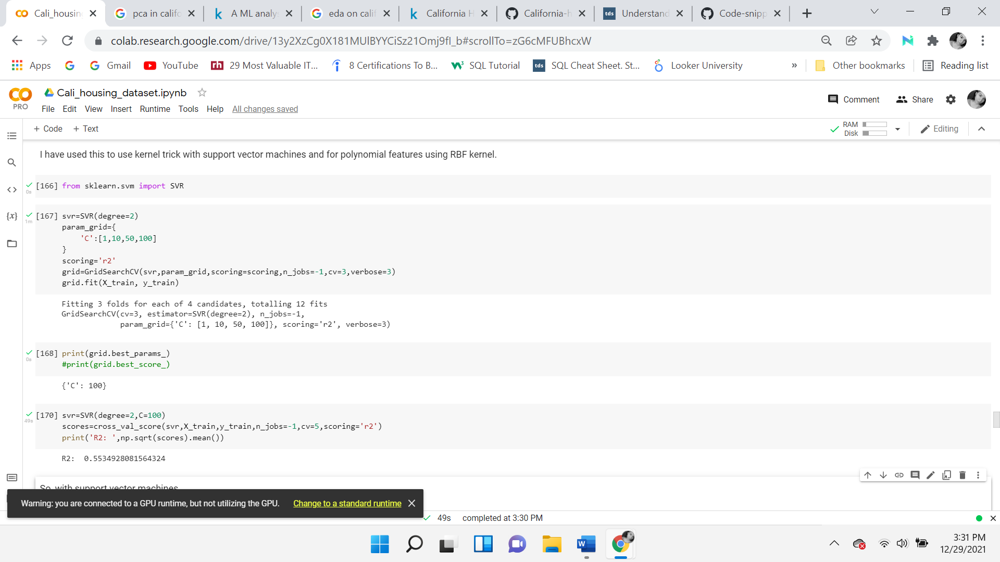 Cali_housin
pca in califo
A ML analys
eda on calif
California H
California-h
tds
Understand
Code-snipp
colab.research.google.com/drive/13y2XzCg0X181MUlBYYCiSz21Omj9fI_b#scrollTo=zG6cMFUBhcxW
Apps
Gmail
YouTube
rh
29 Most Valuable IT...
8 Certifications To B...
SQL Tutorial
tds
SQL Cheat Sheet. St...
Looker University
»
Other bookmarks
Reading list
PRO
Cali_housing_dataset.ipynb
Comment
Share
File Edit View Insert Runtime Tools Help All changes saved
+ Code + Text
RAM
Disk
Editing
I have used this to use kernel trick with support vector machines and for polynomial features using RBF kernel.
[166] from sklearn.svm import SVR
0s
[167] svr=SVR(degree=2)
1m
param_grid={
'C':[1,10,50,100]
}
scoring='r2'
grid=GridSearchCV(svr,param_grid,scoring=scoring,n_jobs=-1,cv=3,verbose=3)
grid.fit(X_train, y_train)
Fitting 3 folds for each of 4 candidates, totalling 12 fits
GridSearchCV(cv=3, estimator=SVR(degree=2), n_jobs=-1,
param_grid={'C': [1, 10, 50, 100]}, scoring='r2', verbose=3)
[168] print(grid.best_params_)
0s
#print(grid.best_score_)
{'C': 100}
[170] svr=SVR(degree=2,C=100)
49s
scores=cross_val_score(svr,X_train,y_train,n_jobs=-1,cv=5,scoring='r2')
print('R2: ',np.sqrt(scores).mean())
R2:  0.5534928081564324
So, with support vector machines
Warning: you are connected to a GPU runtime, but not utilizing the GPU. Change to a standard runtime
49s completed at 3:30 PM
3:31 PM
12/29/2021